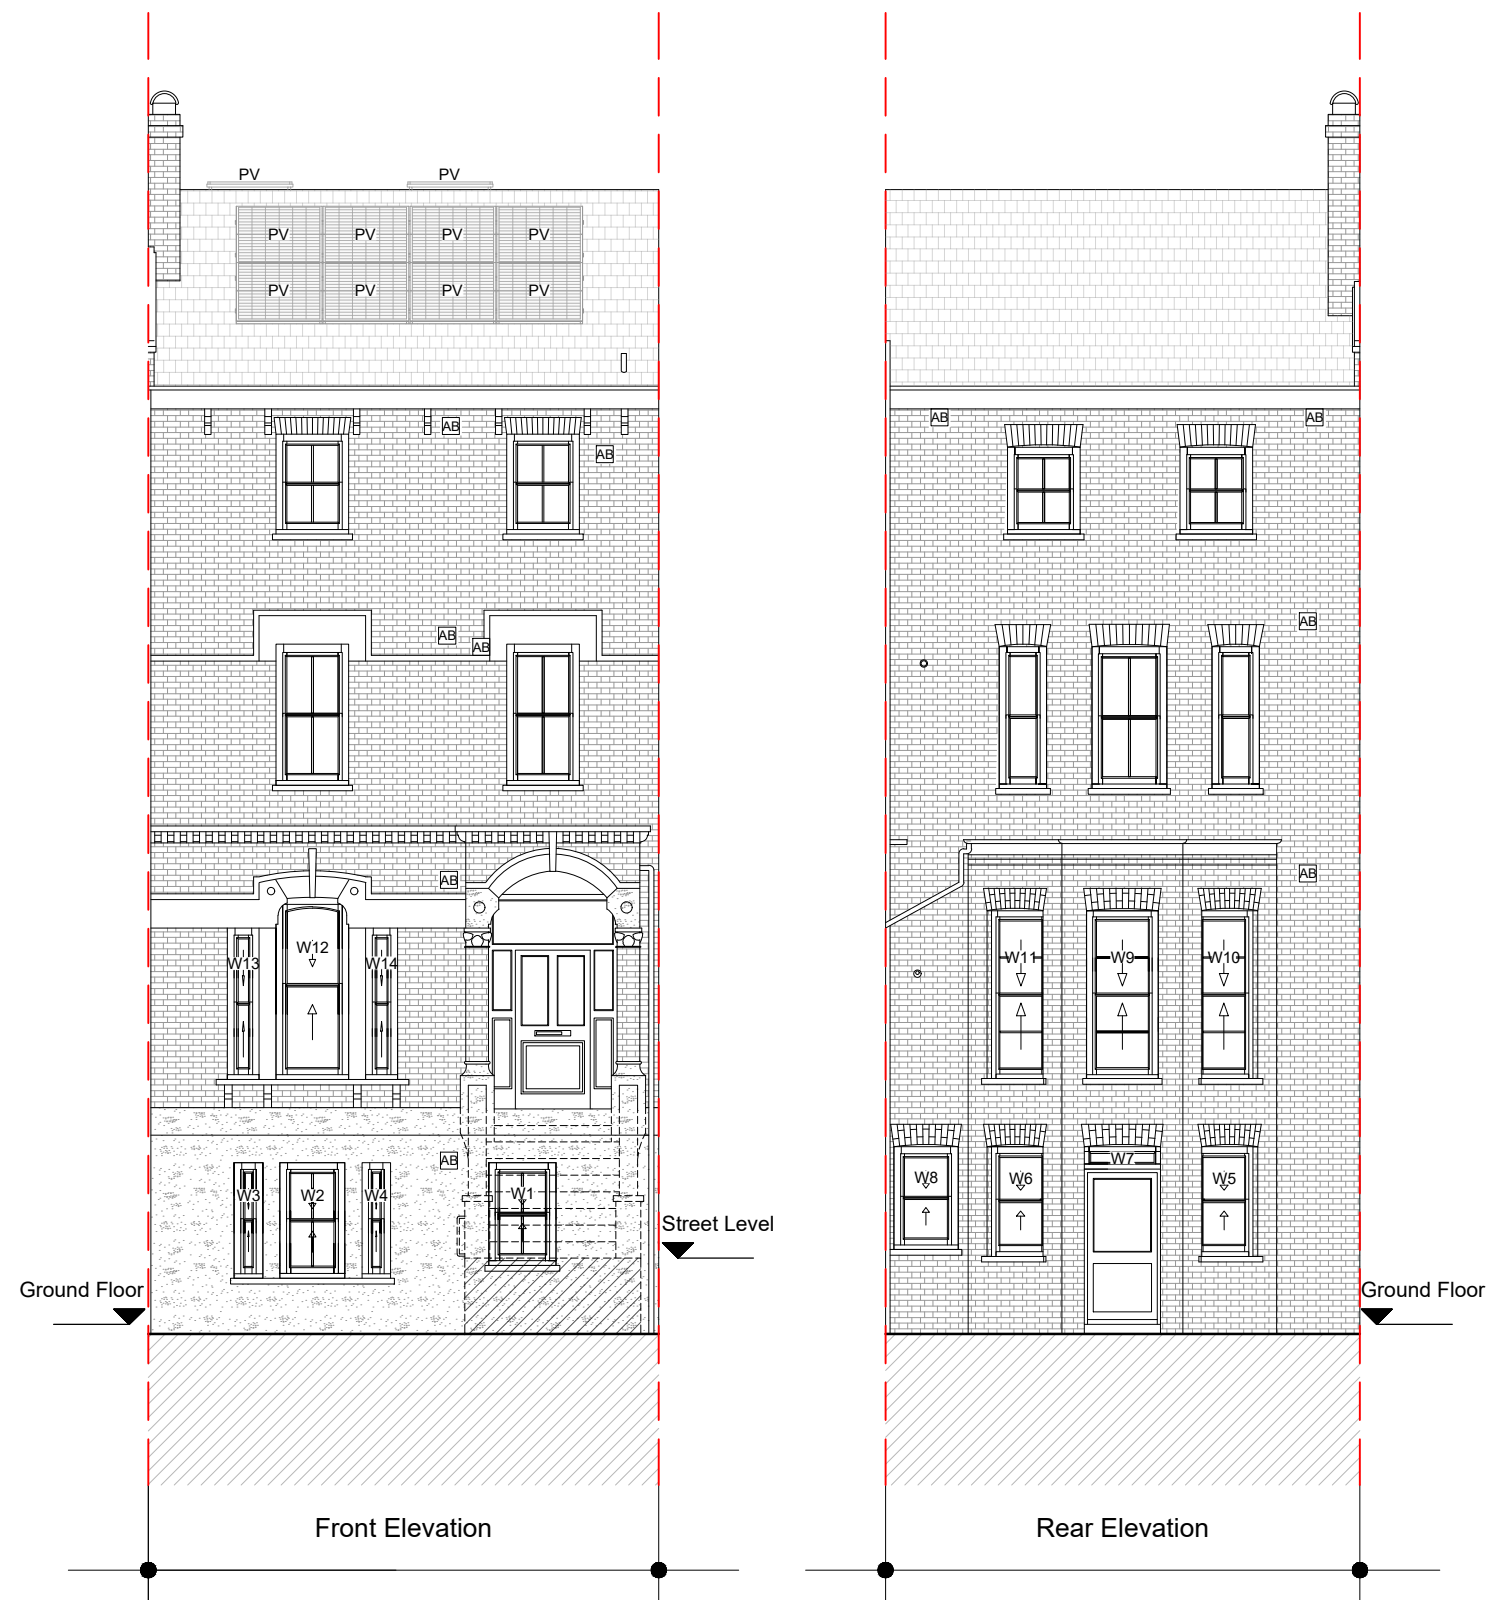 PV PV
PV PV PV PV
PV PV PV PV
AB
AB
AB
AB
AB
W12
W13 W14
AB
W3 W2 W4 W1
Street Level
Ground Floor
Front Elevation
AB AB
AB
AB
W11 W9 W10
W7
W8 W6 W5
Ground Floor
Rear Elevation